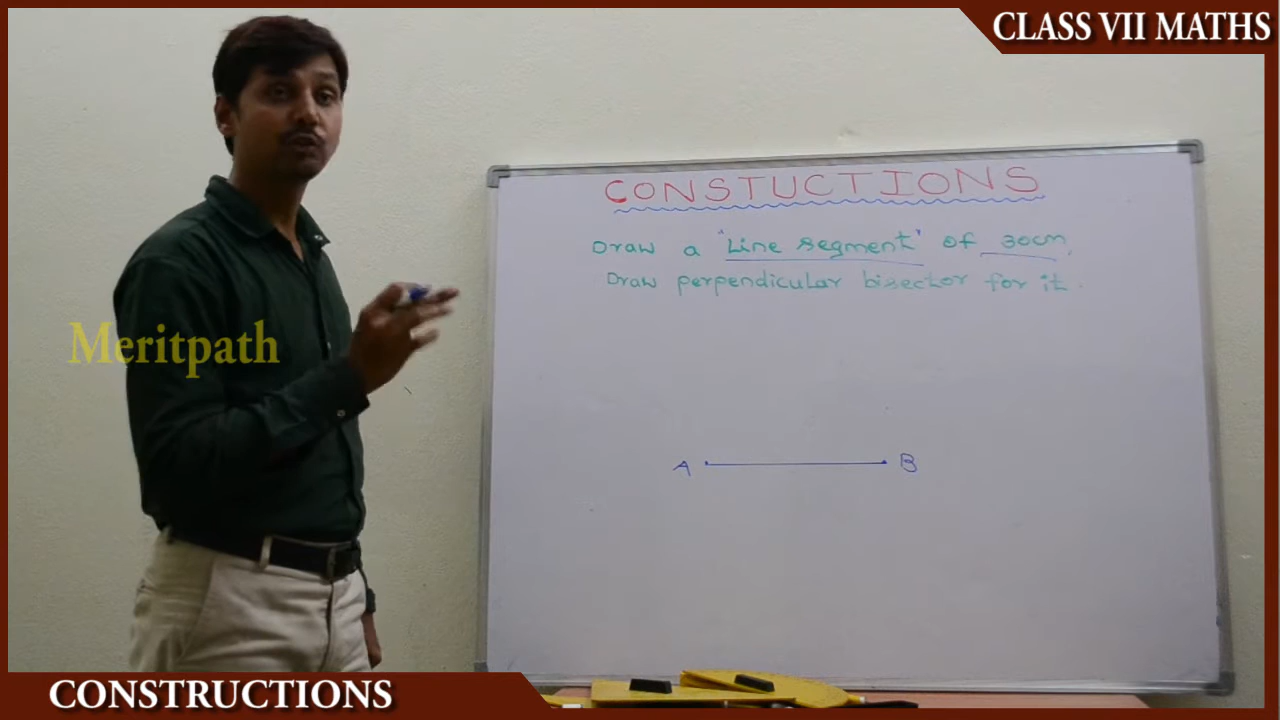 CLASS VII MATHS
CONSTUCTIONS
Draw a "Line segment" of 30cm,
Draw perpendicular bisector for it.
Meritpath
A B
CONSTRUCTIONS